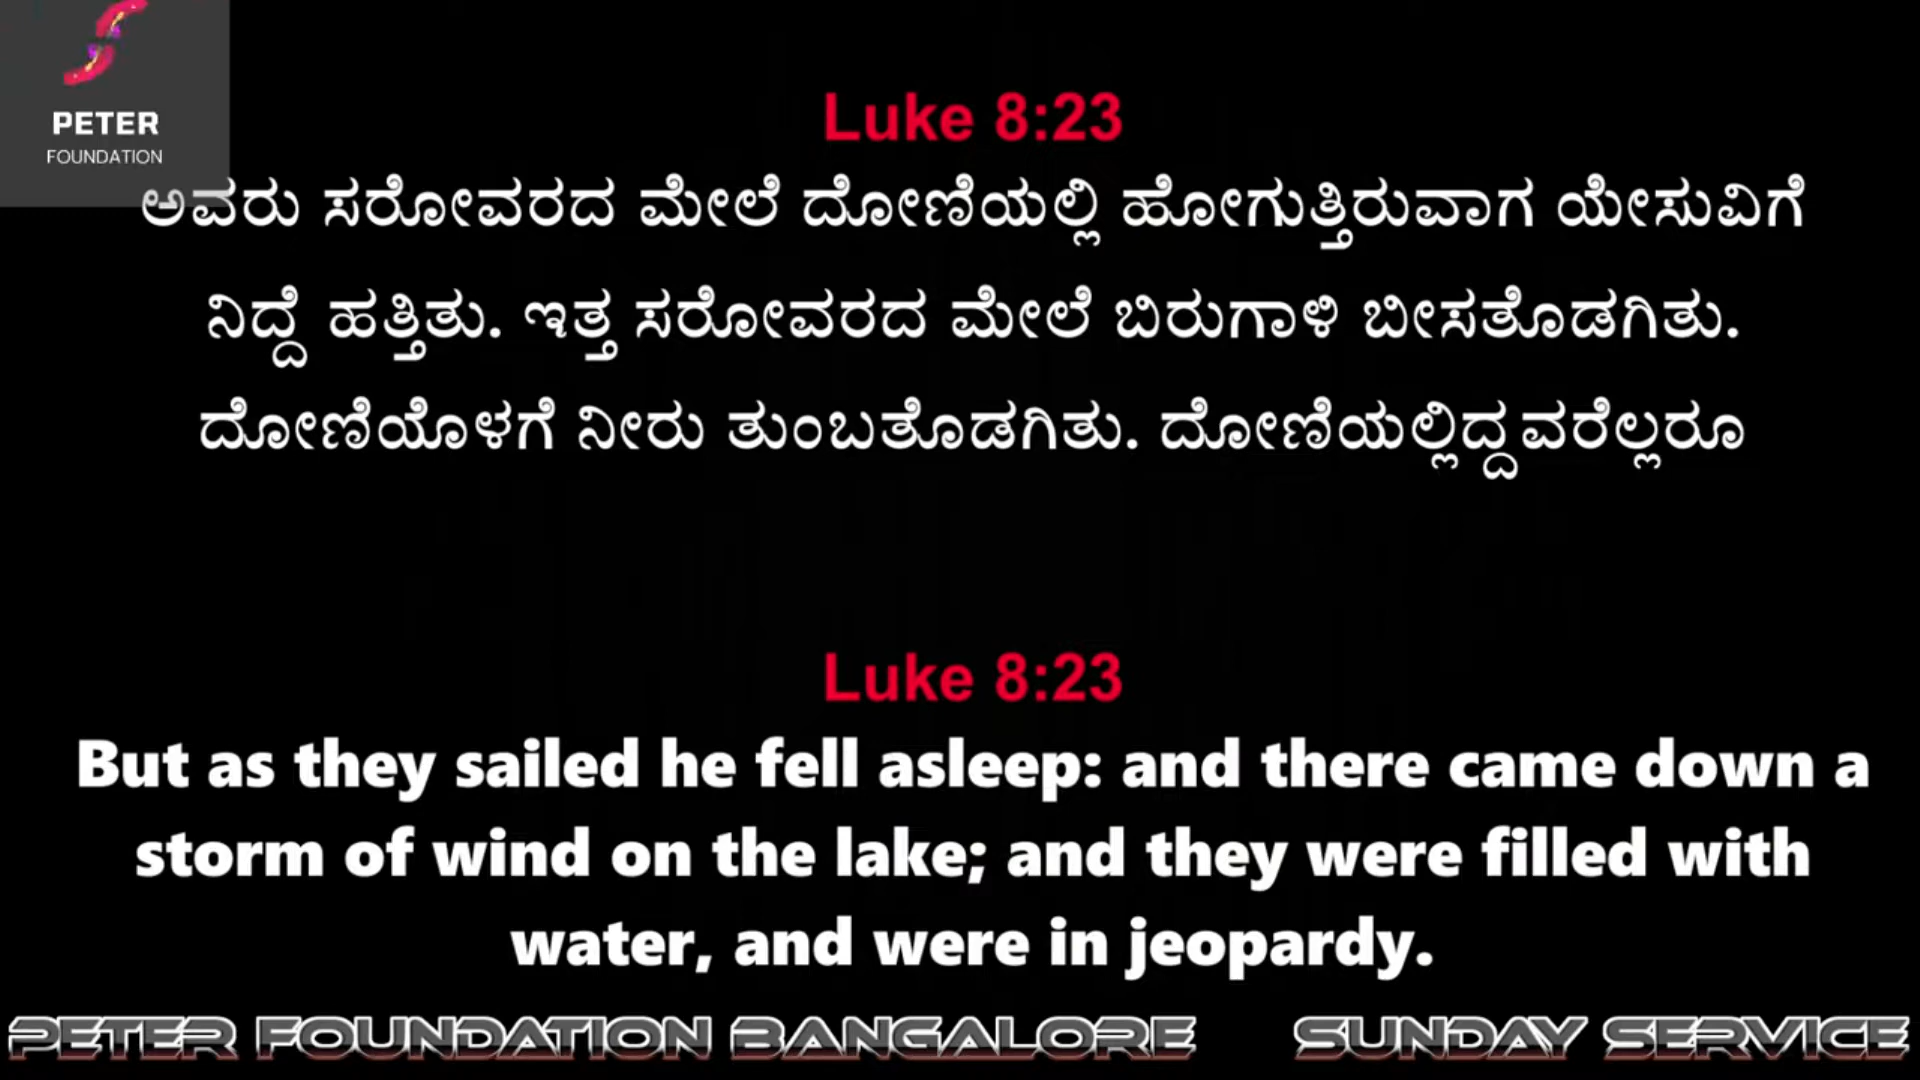 PETER
FOUNDATION
Luke 8:23
ಅವರು ಸರೋವರದ ಮೇಲೆ ದೋಣಿಯಲ್ಲಿ ಹೋಗುತ್ತಿರುವಾಗ ಯೇಸುವಿಗೆ
ನಿದ್ದೆ ಹತ್ತಿತು. ಇತ್ತ ಸರೋವರದ ಮೇಲೆ ಬಿರುಗಾಳಿ ಬೀಸತೊಡಗಿತು.
ದೋಣಿಯೊಳಗೆ ನೀರು ತುಂಬತೊಡಗಿತು. ದೋಣಿಯಲ್ಲಿದ್ದವರೆಲ್ಲರೂ
Luke 8:23
But as they sailed he fell asleep: and there came down a
storm of wind on the lake; and they were filled with
water, and were in jeopardy.
PETER FOUNDATION BANGALORE SUNDAY SERVICE